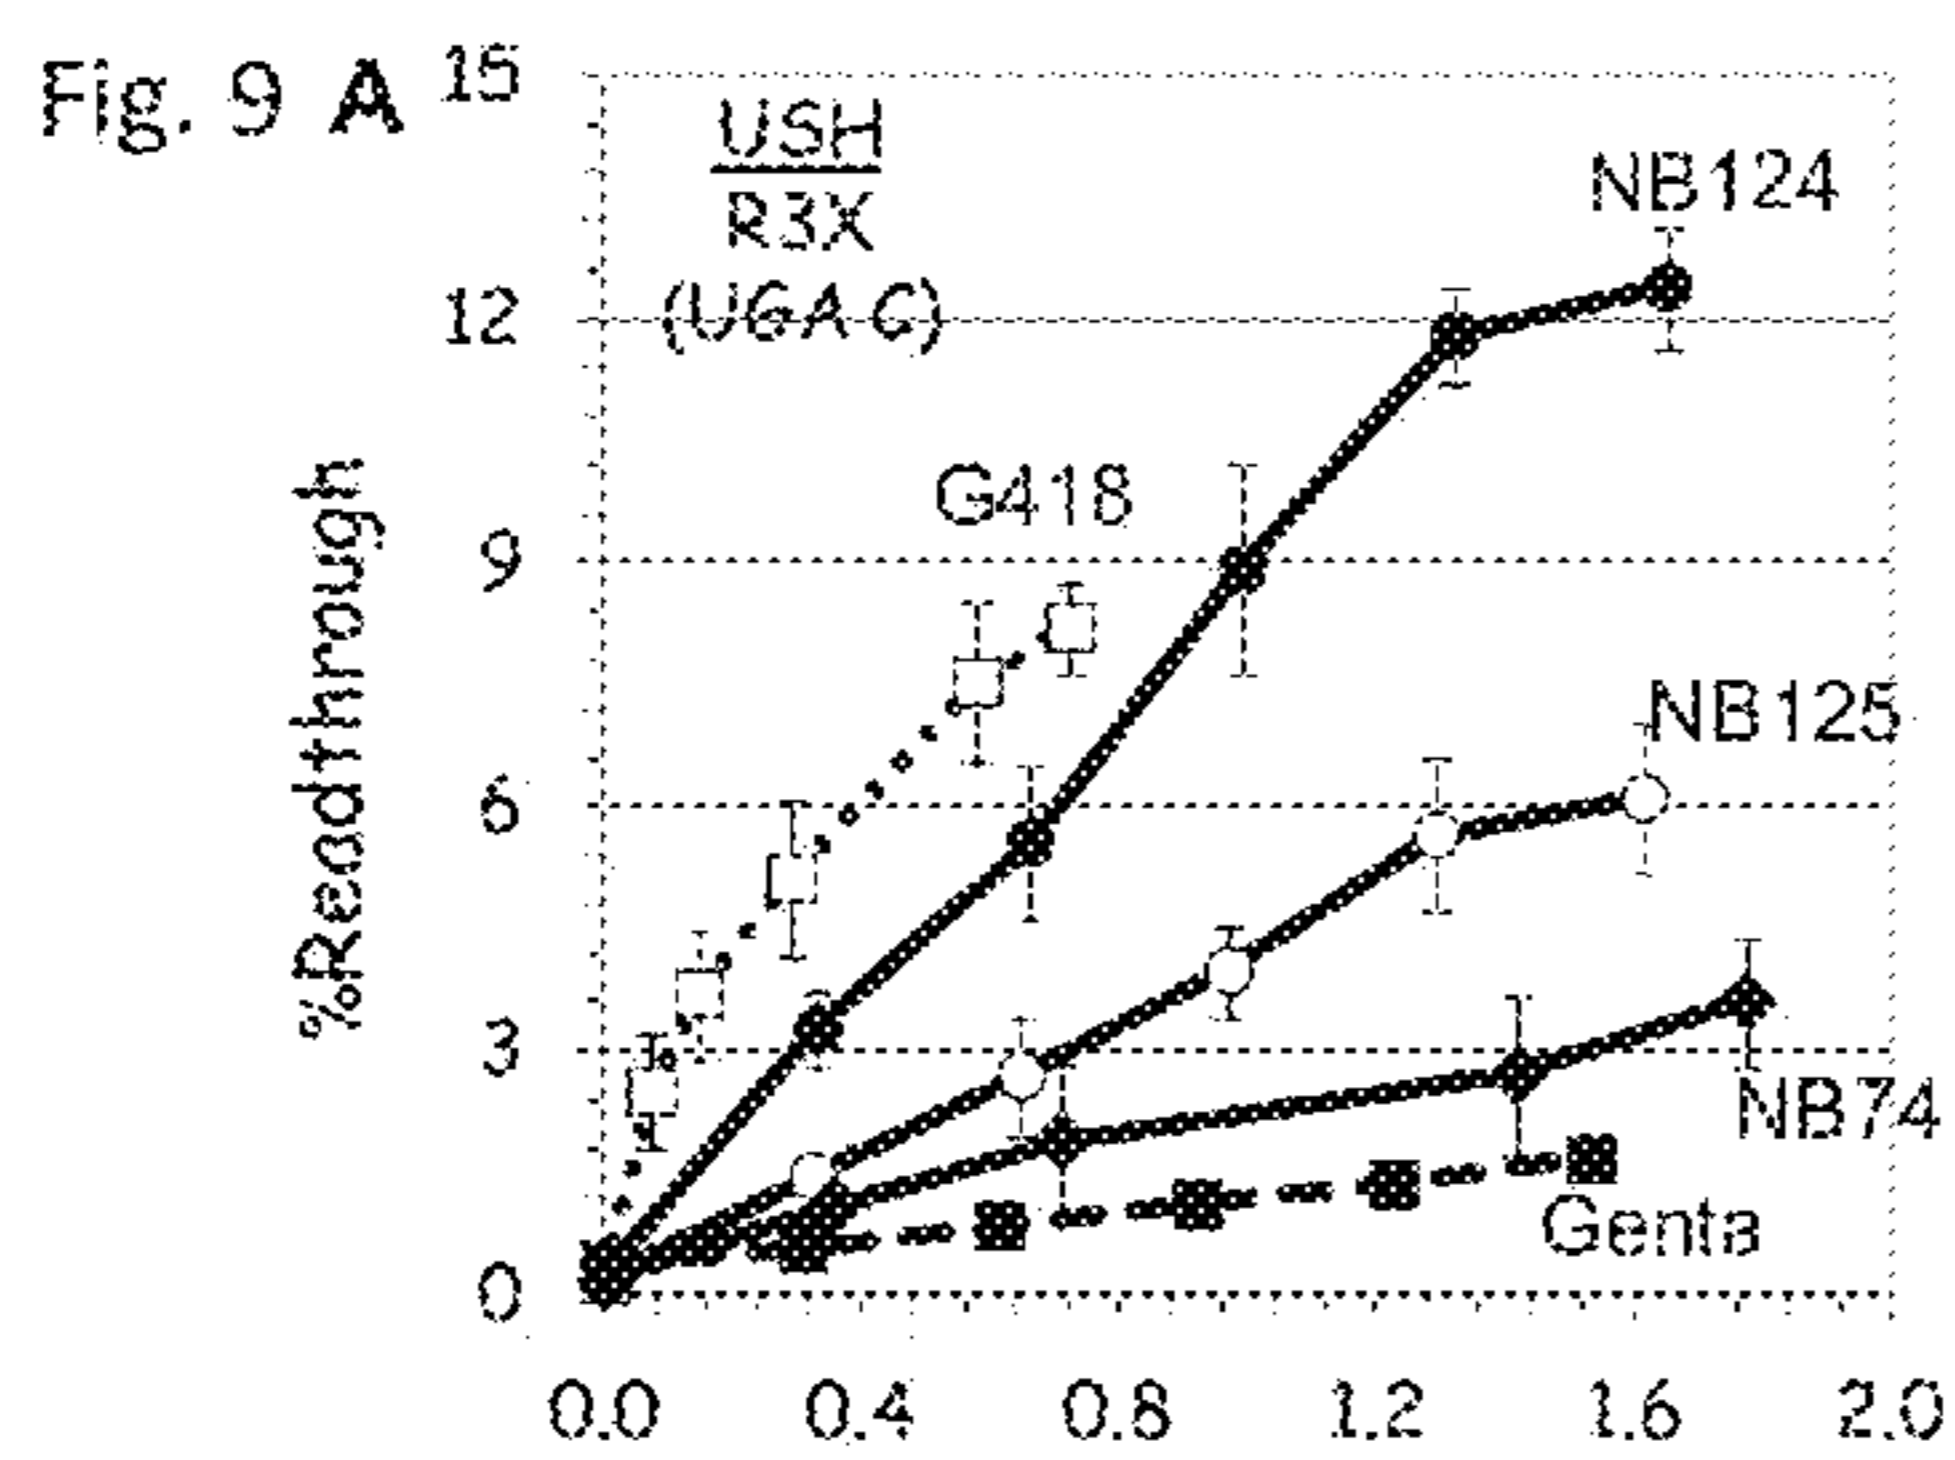 Fig. 9 A
15
USH
R3X
(UGA C)
NB124
12
G418
9
%Readthrough
NB125
6
3
NB74
Genta
0
0.0 0.4 0.8 1.2 1.6 2.0